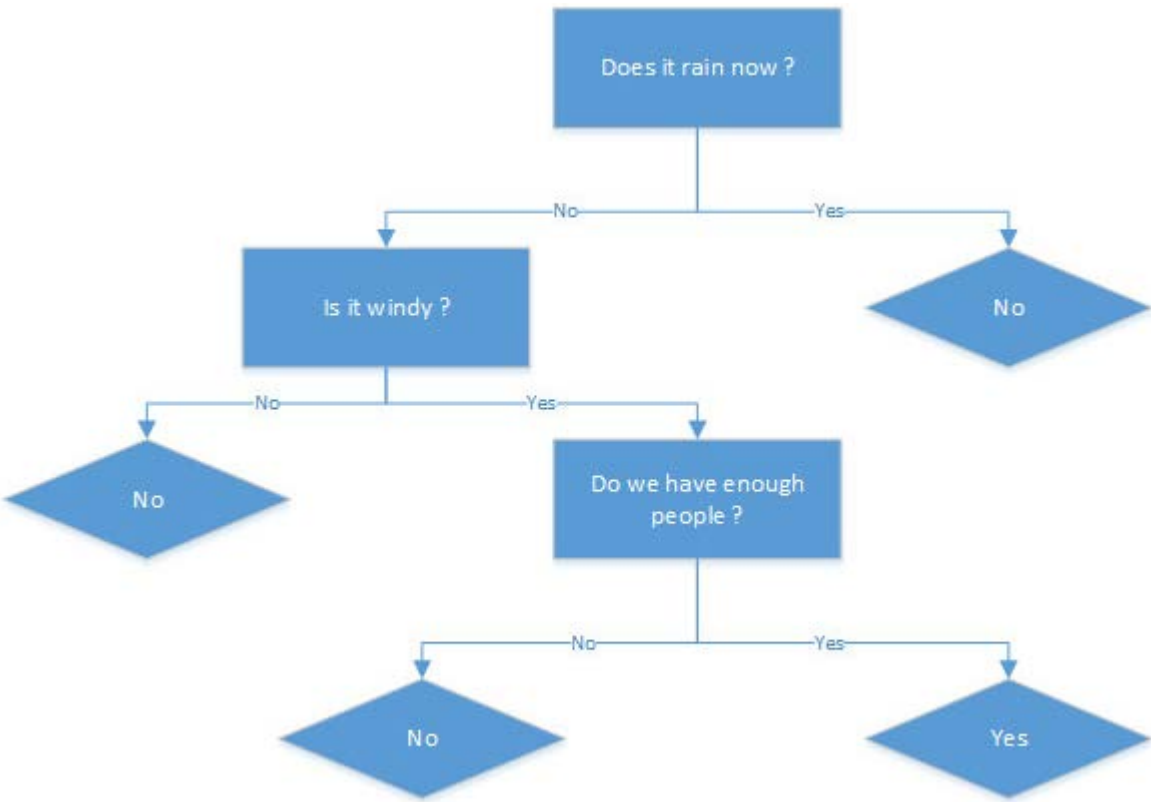 Does it rain now ?
No
Yes
Is it windy ?
No
No
Yes
No
Do we have enough
people ?
No
Yes
No
Yes